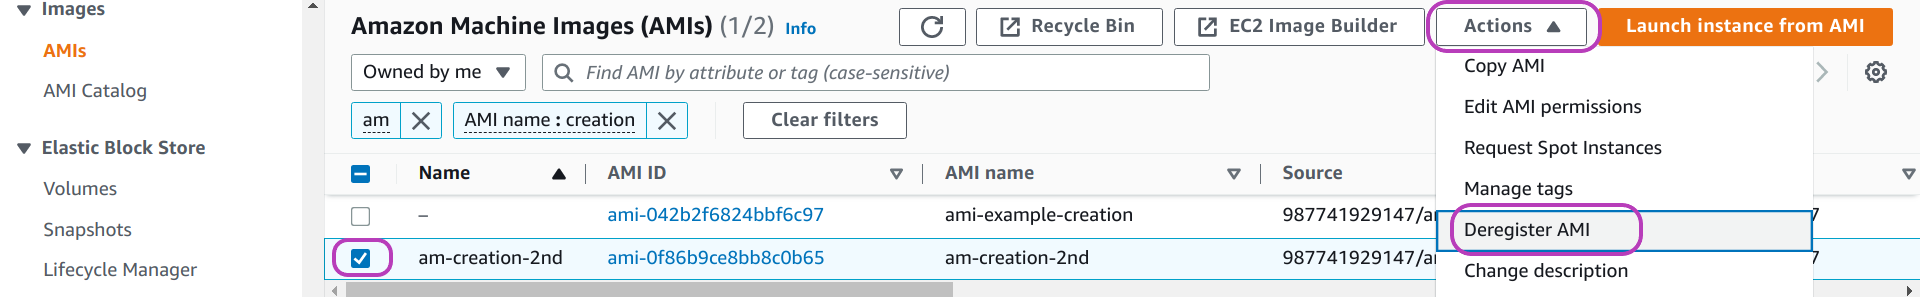 Images
AMIs
AMI Catalog
Elastic Block Store
Volumes
Snapshots
Lifecycle Manager
Amazon Machine Images (AMIs) (1/2) Info
Recycle Bin
EC2 Image Builder
Actions
Launch instance from AMI
Owned by me
Find AMI by attribute or tag (case-sensitive)
am
AMI name : creation
Clear filters
Copy AMI
Edit AMI permissions
Request Spot Instances
Manage tags
Deregister AMI
Change description
Name AMI ID AMI name Source
– ami-042b2f6824bbf6c97 ami-example-creation 987741929147/
am-creation-2nd ami-0f86b9ce8bb8c0b65 am-creation-2nd 987741929147/